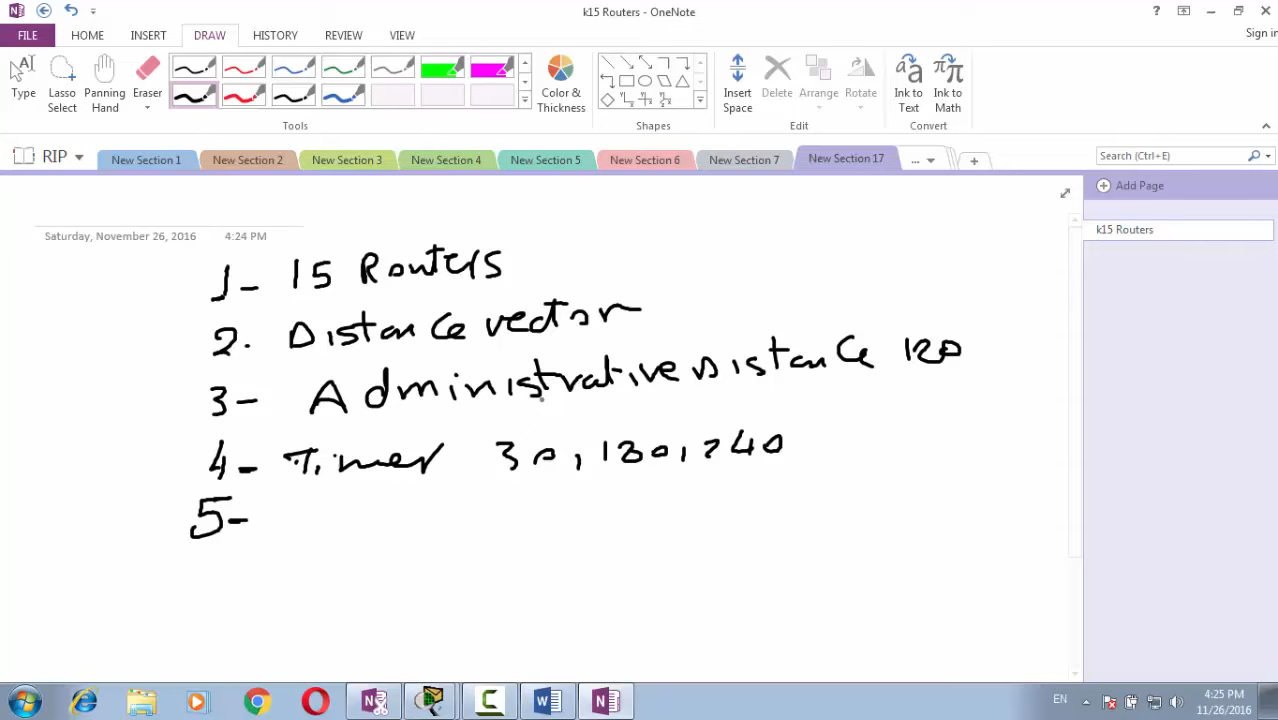 k15 Routers - OneNote
Sign in
FILE HOME INSERT DRAW HISTORY REVIEW VIEW
Type Lasso Select Panning Hand Eraser Color & Thickness Insert Space Delete Arrange Rotate Ink to Text Ink to Math
Tools Shapes Edit Convert
RIP New Section 1 New Section 2 New Section 3 New Section 4 New Section 5 New Section 6 New Section 7 New Section 17 ... Search (Ctrl+E)
Add Page
k15 Routers
Saturday, November 26, 2016 4:24 PM
1- 15 Routers
2. Distance vector
3- Administrative Distance 120
4- Timer 30, 180, 240
5-
EN 4:25 PM
11/26/2016